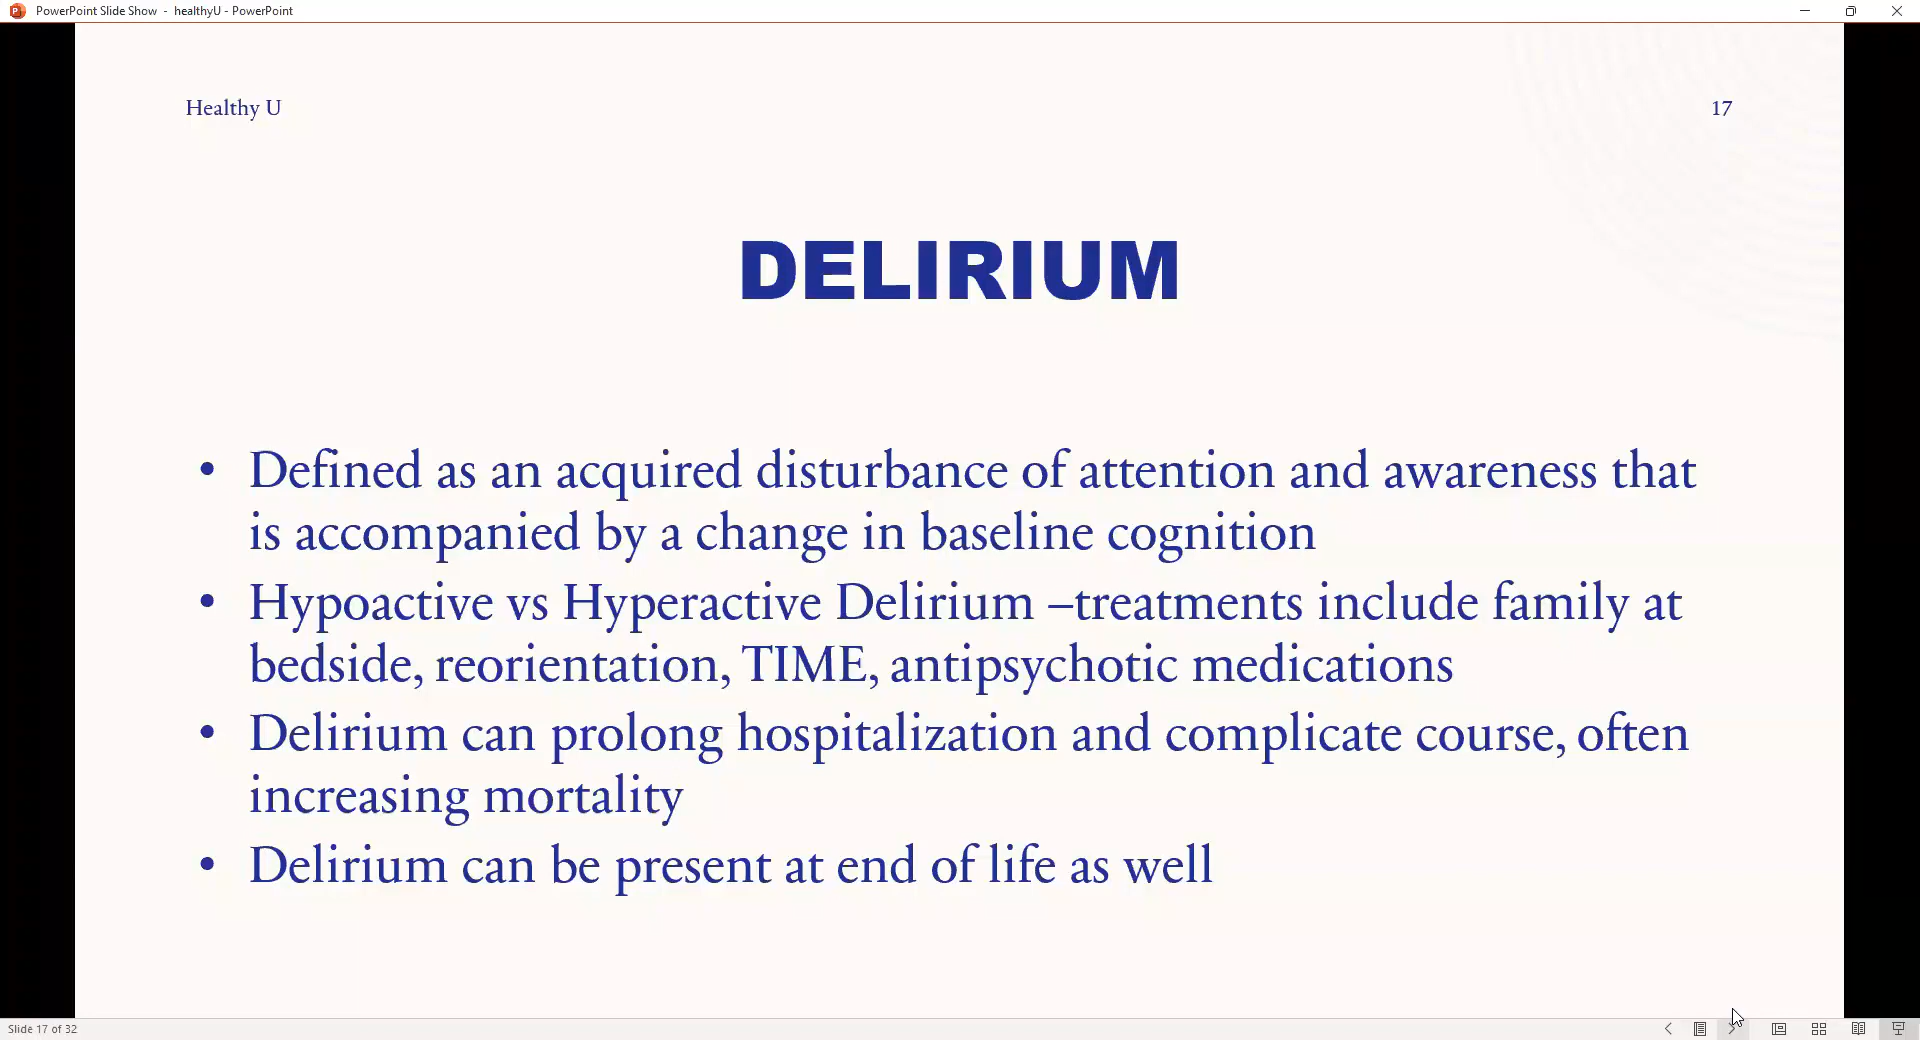 PowerPoint Slide Show - healthyU - PowerPoint
Healthy U
17
DELIRIUM
• Defined as an acquired disturbance of attention and awareness that
is accompanied by a change in baseline cognition
• Hypoactive vs Hyperactive Delirium –treatments include family at
bedside, reorientation, TIME, antipsychotic medications
• Delirium can prolong hospitalization and complicate course, often
increasing mortality
• Delirium can be present at end of life as well
Slide 17 of 32